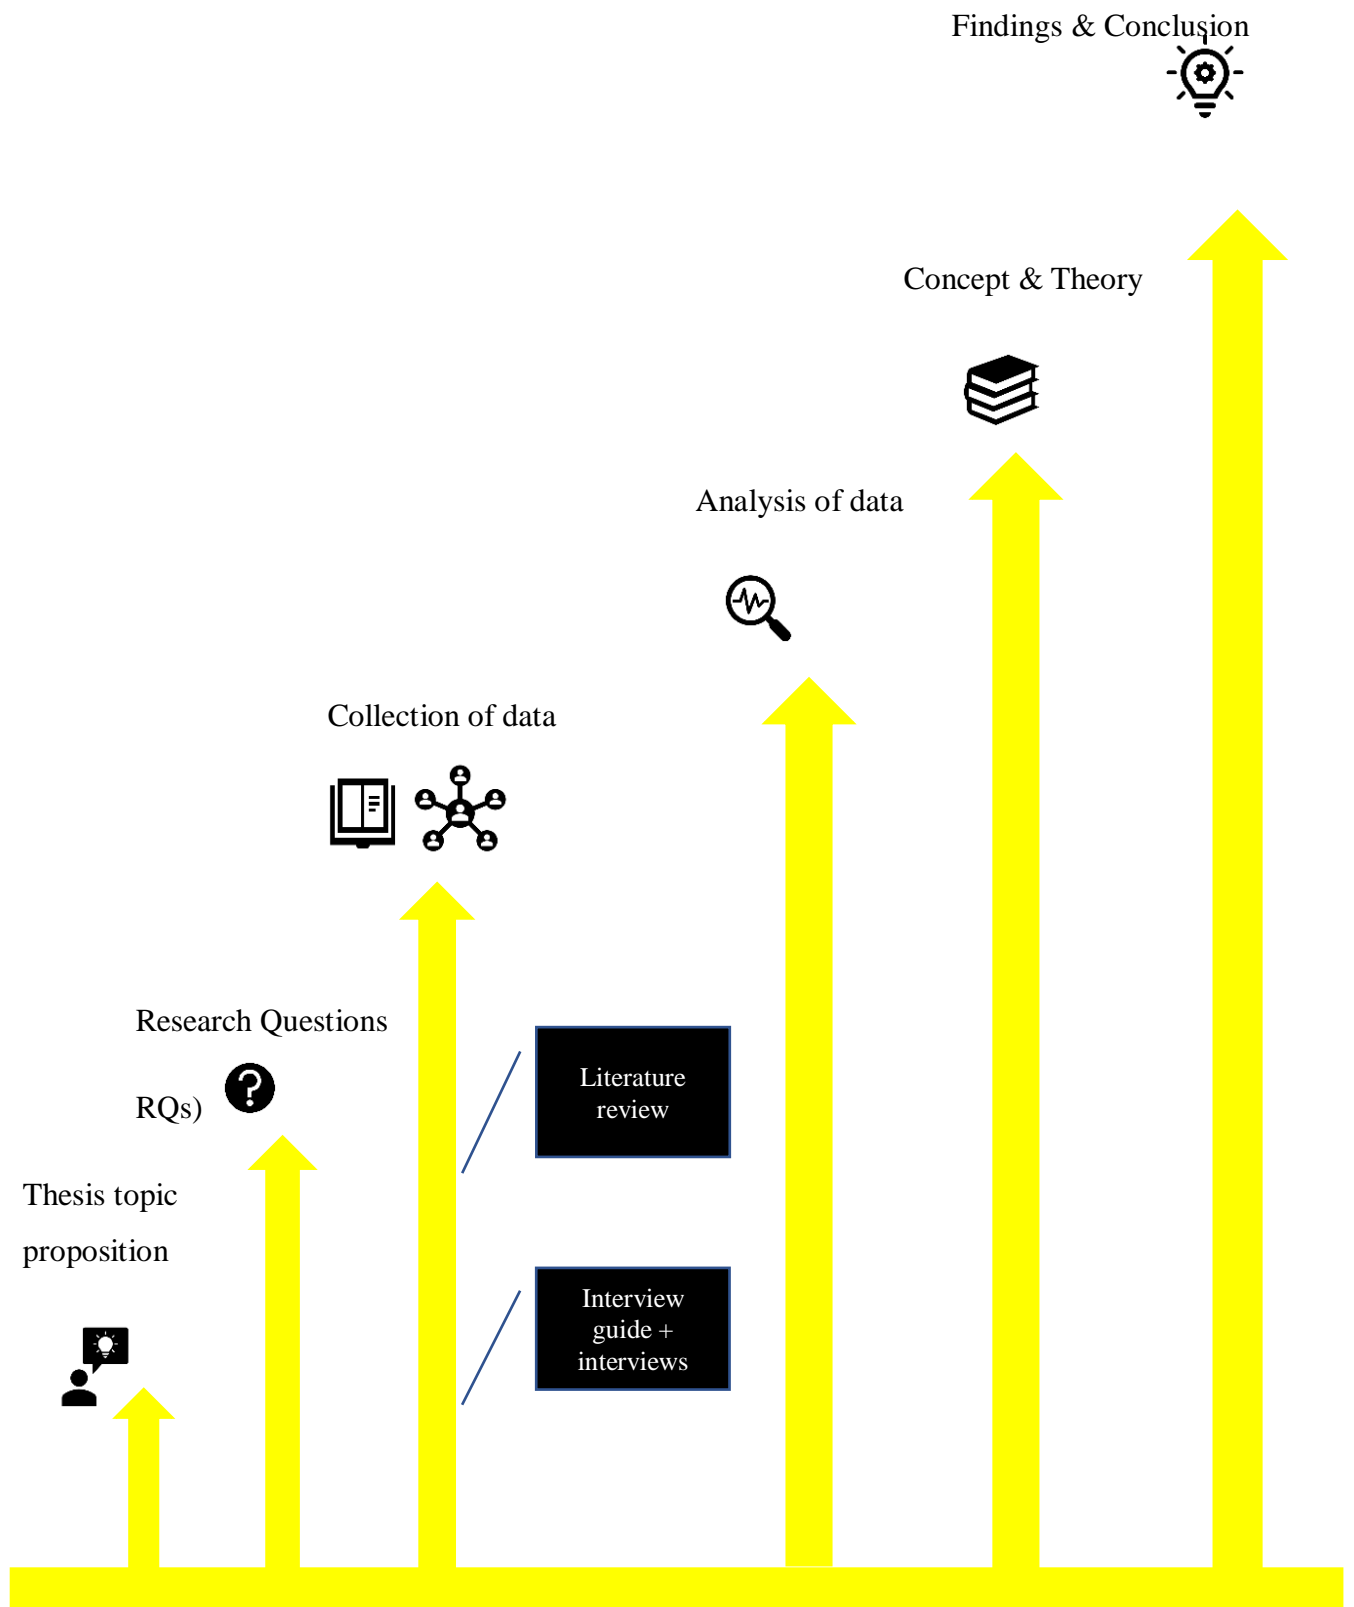 Findings & Conclusion
Concept & Theory
Analysis of data
Collection of data
Research Questions
RQs)
Literature
review
Thesis topic
proposition
Interview
guide +
interviews